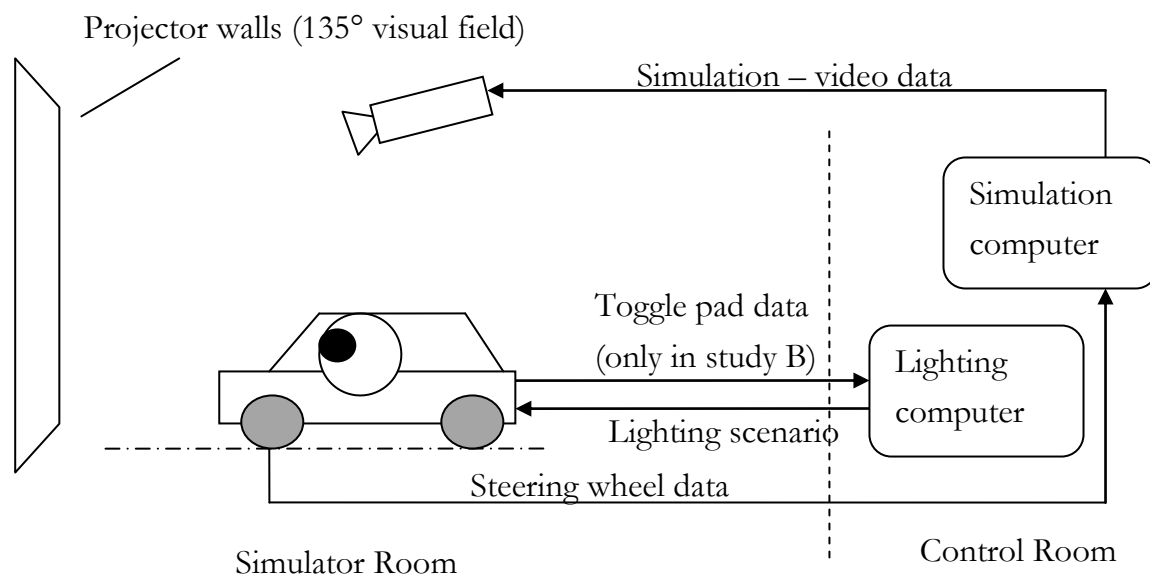 Projector walls (135° visual field)
Simulation – video data
Simulation
computer
Toggle pad data
(only in study B)
Lighting
computer
Lighting scenario
Steering wheel data
Simulator Room
Control Room